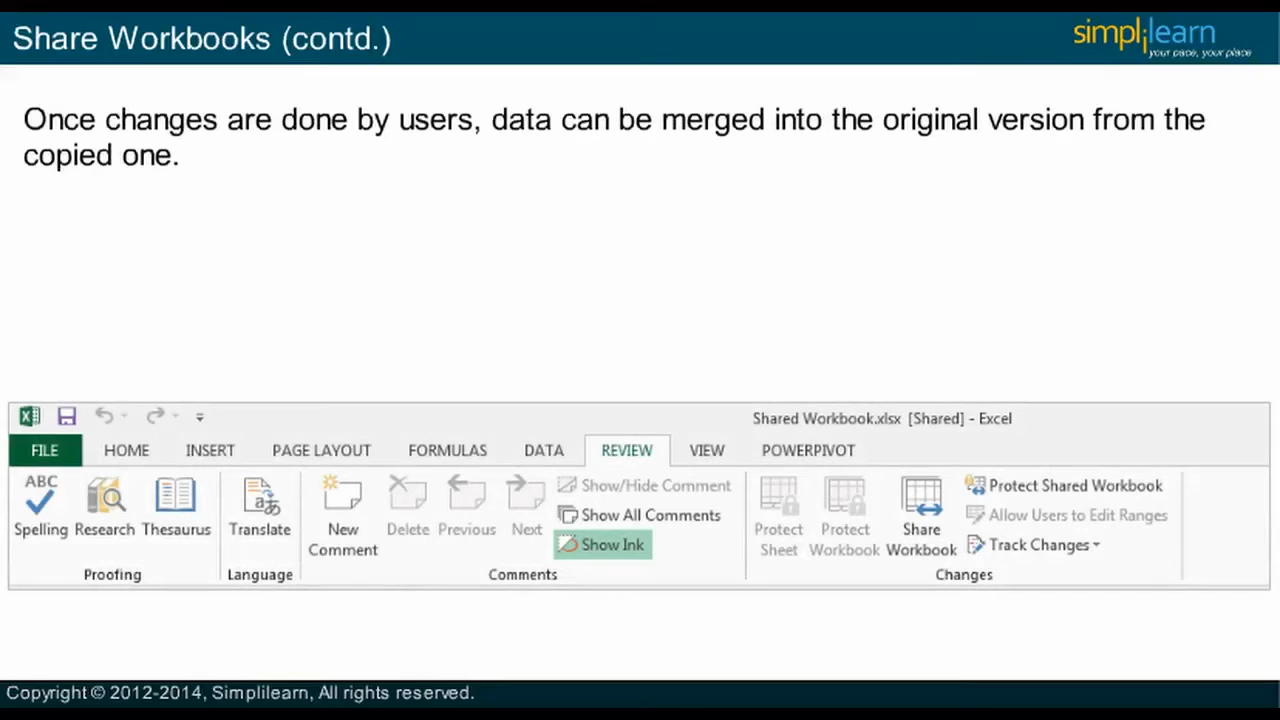 Share Workbooks (contd.)
simplilearn
your pace, your place
Once changes are done by users, data can be merged into the original version from the
copied one.
Shared Workbook.xlsx [Shared] - Excel
FILE HOME INSERT PAGE LAYOUT FORMULAS DATA REVIEW VIEW POWERPIVOT
ABC
Spelling Research Thesaurus
Proofing
Translate
Language
New
Comment
Delete Previous Next
Show/Hide Comment
Show All Comments
Show Ink
Comments
Protect
Sheet
Protect
Workbook
Share
Workbook
Protect Shared Workbook
Allow Users to Edit Ranges
Track Changes
Changes
Copyright © 2012-2014, Simplilearn, All rights reserved.